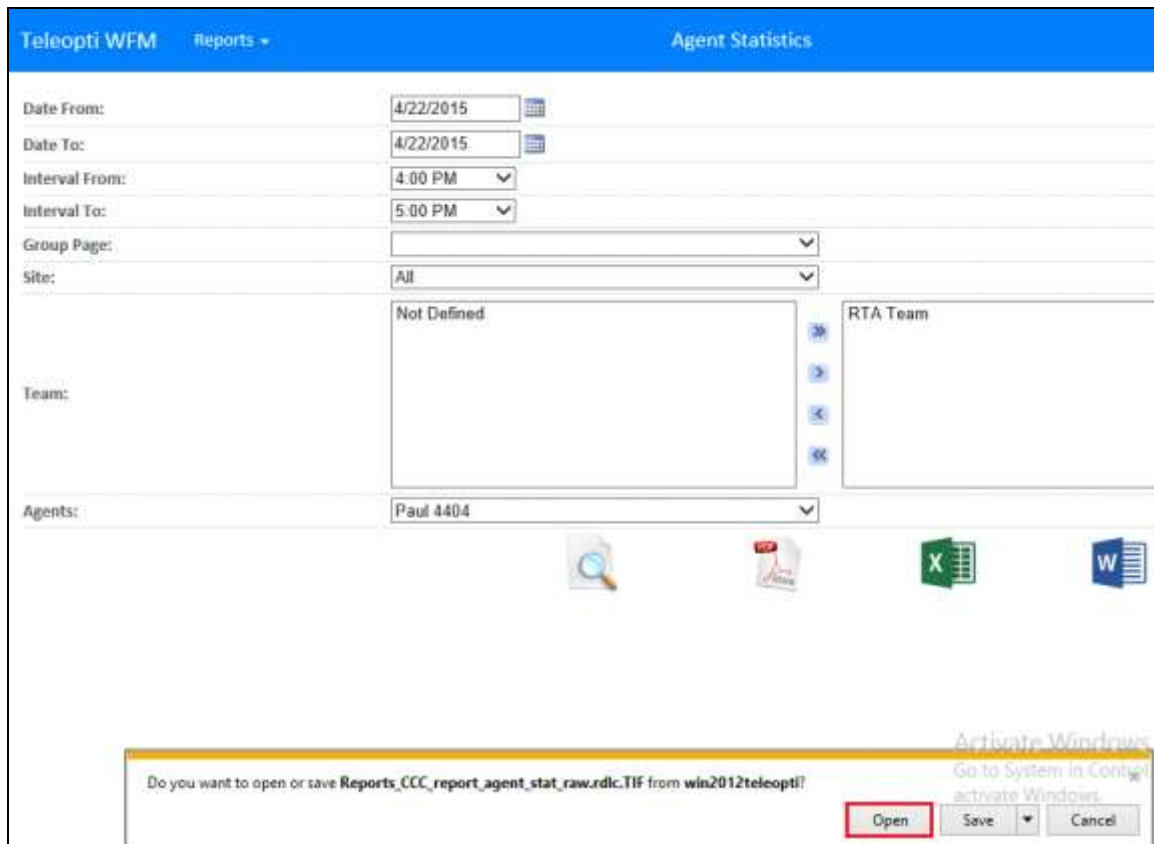 Teleopti WFM Reports Agent Statistics
Date From: 4/22/2015
Date To: 4/22/2015
Interval From: 4:00 PM
Interval To: 5:00 PM
Group Page:
Site: All
Team: Not Defined RTA Team
Agents: Paul 4404
PDF
X
W
Activate Windows
Go to System in Control
activate Windows.
Do you want to open or save Reports_CCC_report_agent_stat_raw.rdlc.TIF from win2012teleopti?
Open Save Cancel